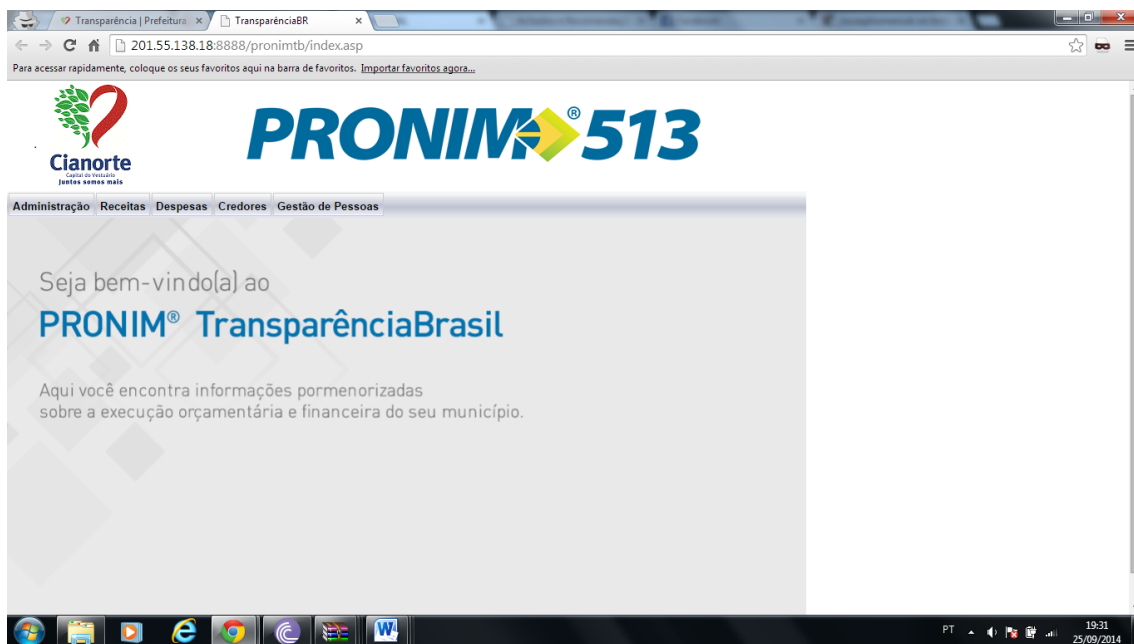 Transparência | Prefeitura
TransparênciaBR
201.55.138.18:8888/pronimtb/index.asp
Para acessar rapidamente, coloque os seus favoritos aqui na barra de favoritos. Importar favoritos agora...
Cianorte
Capital do Vestuário
Juntos somos mais
PRONIM® 513
Administração Receitas Despesas Credores Gestão de Pessoas
Seja bem-vindo(a) ao
PRONIM® TransparênciaBrasil
Aqui você encontra informações pormenorizadas
sobre a execução orçamentária e financeira do seu município.
PT
19:31
25/09/2014